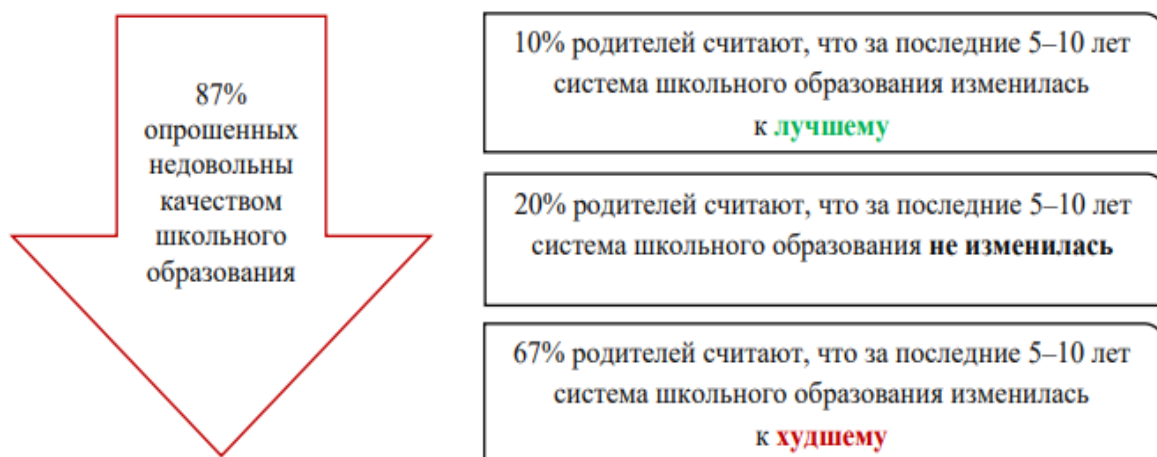 87%
опрошенных
недовольны
качеством
школьного
образования
10% родителей считают, что за последние 5–10 лет
система школьного образования изменилась
к лучшему
20% родителей считают, что за последние 5–10 лет
система школьного образования не изменилась
67% родителей считают, что за последние 5–10 лет
система школьного образования изменилась
к худшему